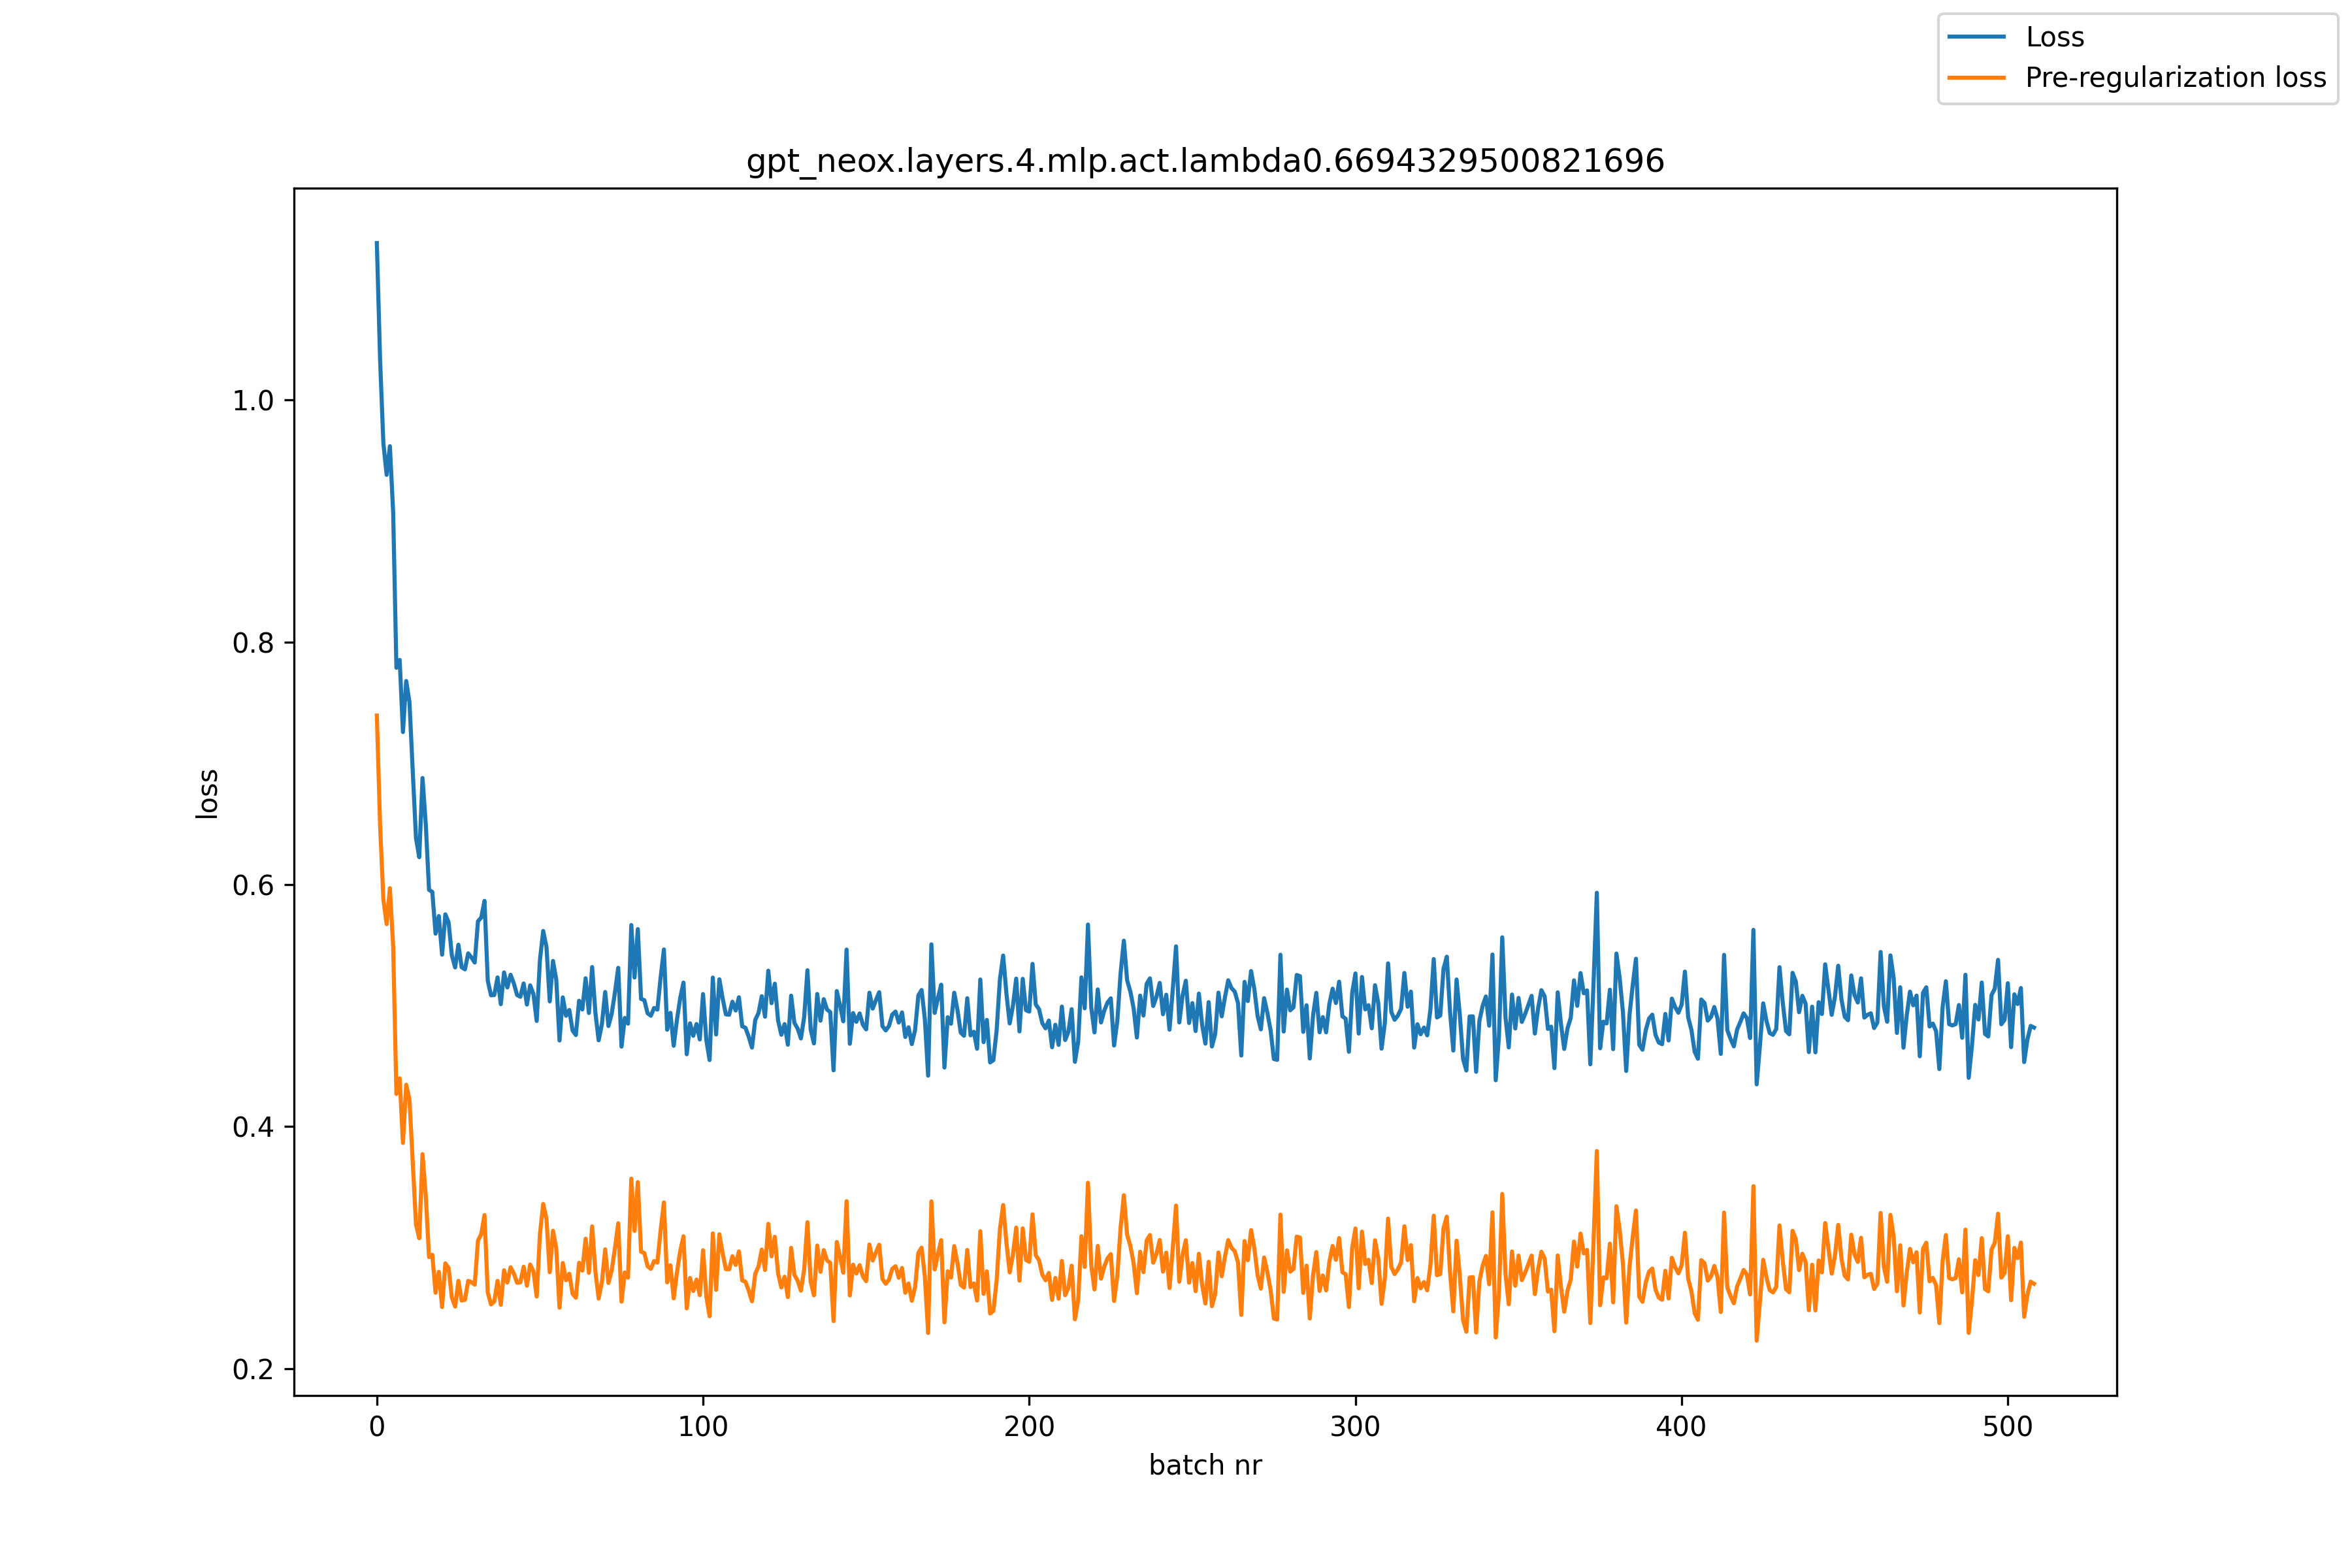 Loss
Pre-regularization loss
gpt_neox.layers.4.mlp.act.lambda0.6694329500821696
loss
1.0
0.8
0.6
0.4
0.2
0 100 200 300 400 500
batch nr